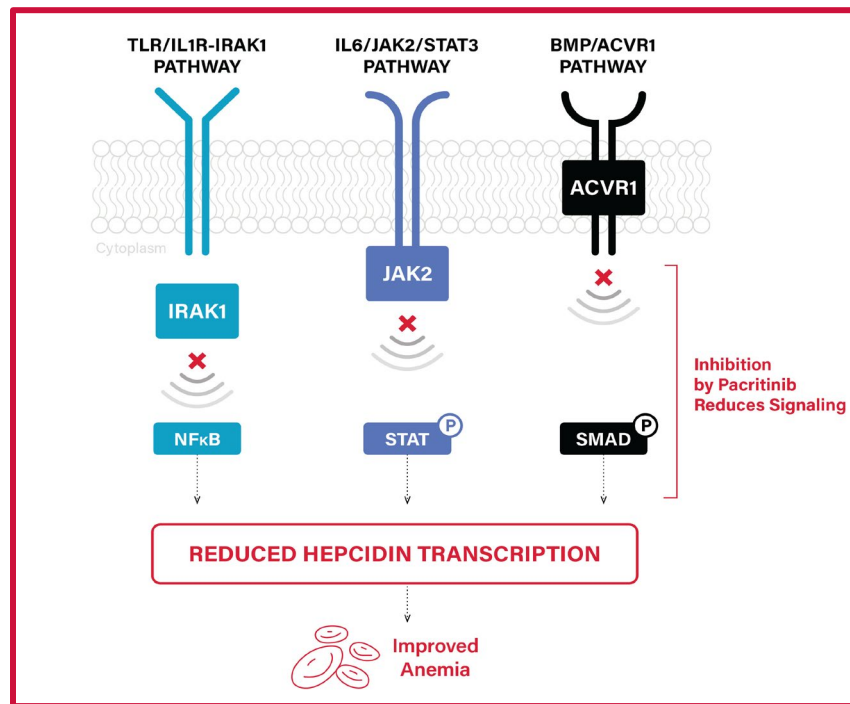 TLR/IL1R-IRAK1
PATHWAY
IL6/JAK2/STAT3
PATHWAY
BMP/ACVR1
PATHWAY
ACVR1
Cytoplasm
JAK2
IRAK1
Inhibition
by Pacritinib
Reduces Signaling
NFκB
STAT
P
SMAD
P
REDUCED HEPCIDIN TRANSCRIPTION
Improved
Anemia